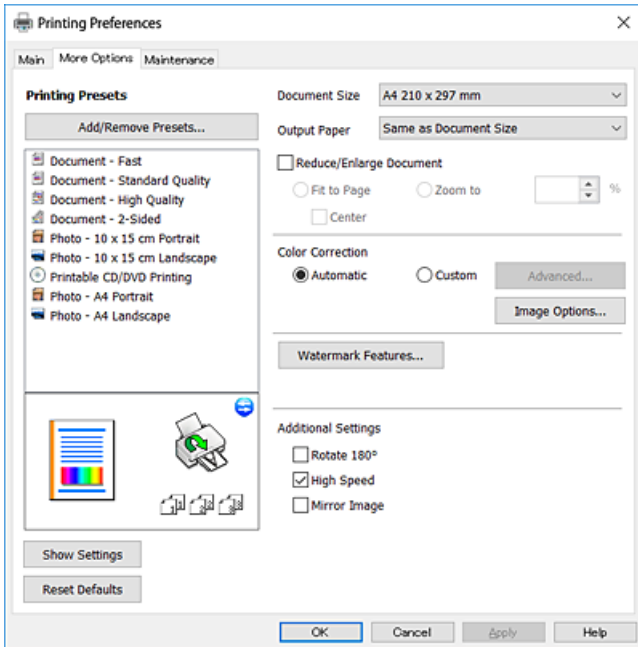 Printing Preferences
Main More Options Maintenance
Printing Presets
Add/Remove Presets...
Document - Fast
Document - Standard Quality
Document - High Quality
Document - 2-Sided
Photo - 10 x 15 cm Portrait
Photo - 10 x 15 cm Landscape
Printable CD/DVD Printing
Photo - A4 Portrait
Photo - A4 Landscape
Show Settings
Reset Defaults
Document Size A4 210 x 297 mm
Output Paper Same as Document Size
Reduce/Enlarge Document
Fit to Page Zoom to %
Center
Color Correction
Automatic Custom Advanced...
Image Options...
Watermark Features...
Additional Settings
Rotate 180°
High Speed
Mirror Image
OK Cancel Apply Help